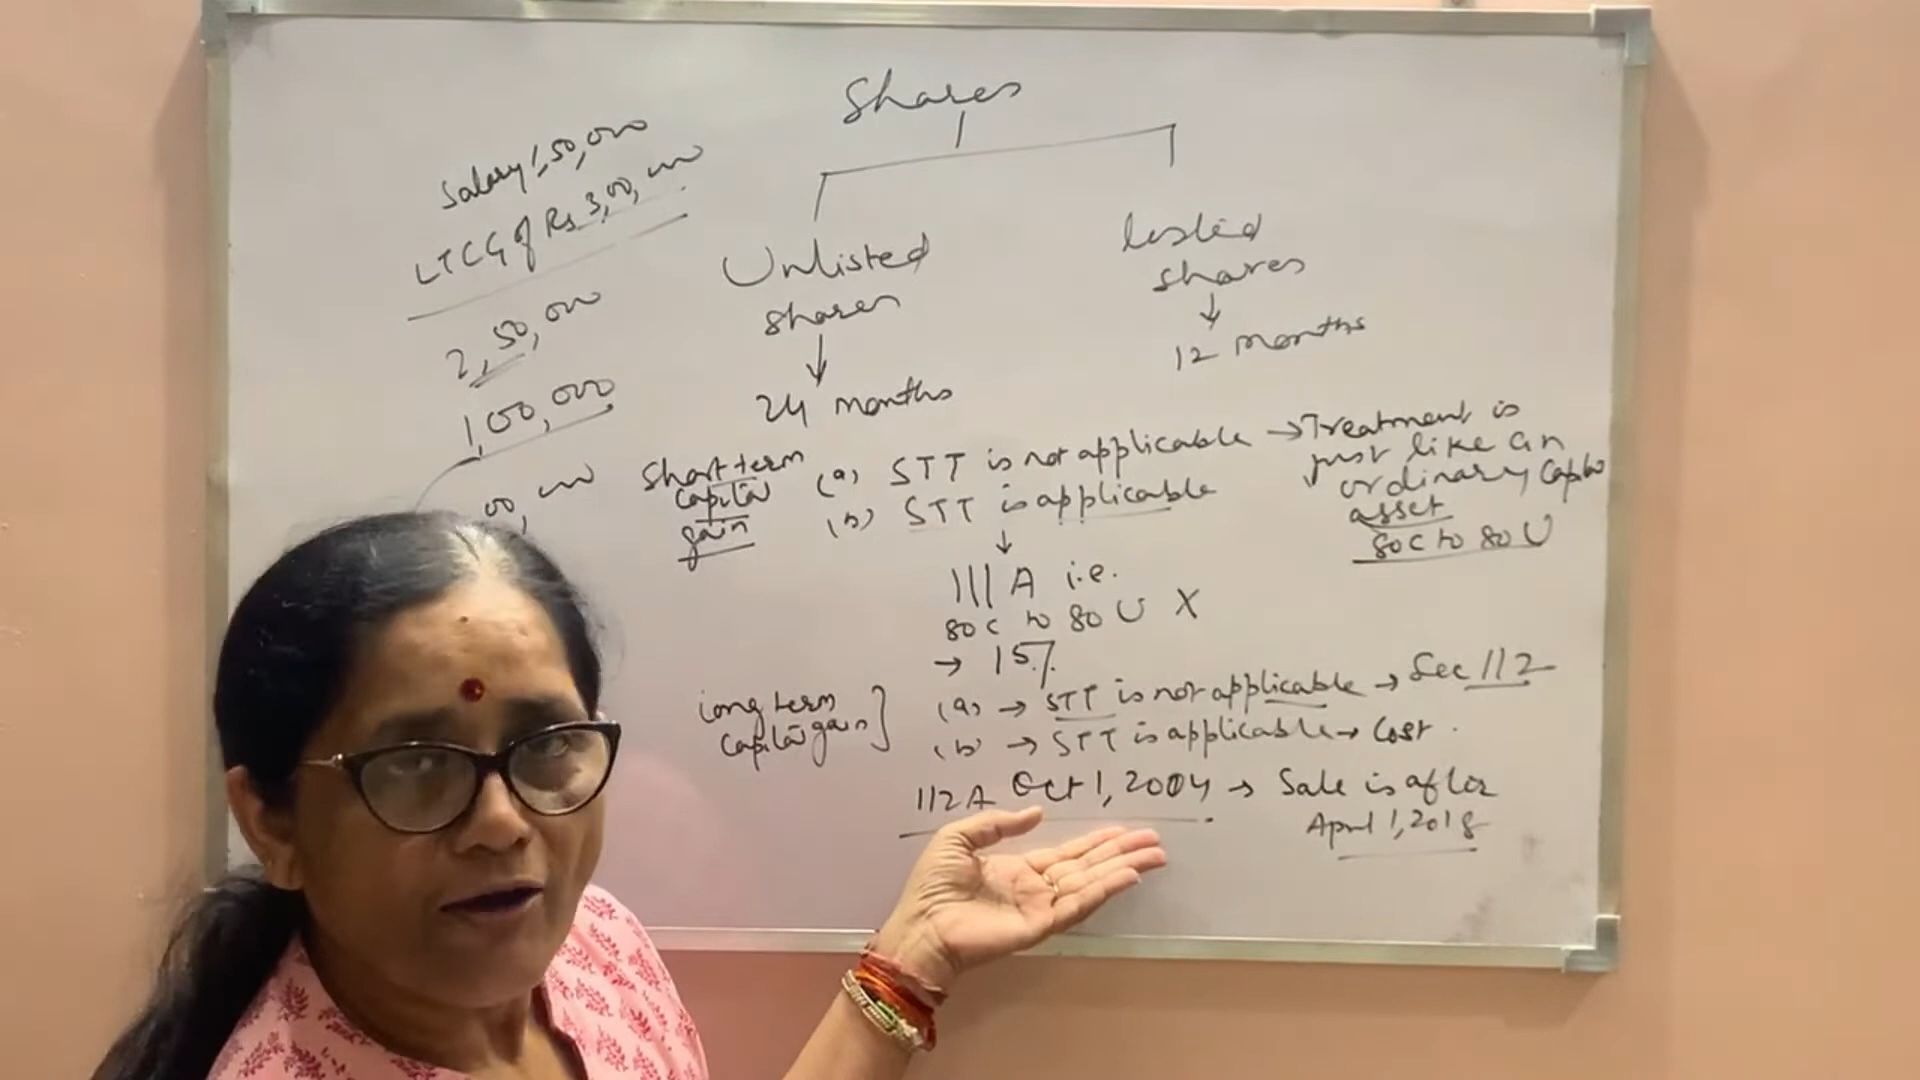 Shares
Salary 1,50,000
LTCG of Rs 3,00,000
2,50,000
1,00,000
00,000
Unlisted
shares
↓
24 months
listed
shares
↓
12 months
Short term
capital
gain
(a) STT is not applicable → Treatment is
just like an
ordinary capital
asset
80C to 80U
(b) STT is applicable
↓
111A i.e.
80C to 80U X
→ 15%
long term
capital gain
(a) → STT is not applicable → Sec 112
(b) → STT is applicable → Cost.
112A Oct 1, 2004 → Sale is after
April 1, 2018